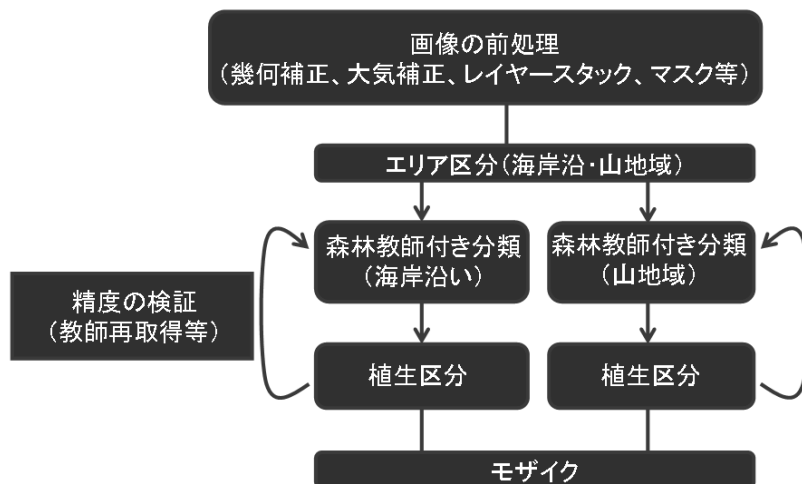 画像の前処理
（幾何補正、大気補正、レイヤースタック、マスク等）
エリア区分（海岸沿・山地域）
森林教師付き分類
（海岸沿い）
森林教師付き分類
（山地域）
精度の検証
（教師再取得等）
植生区分
植生区分
モザイク